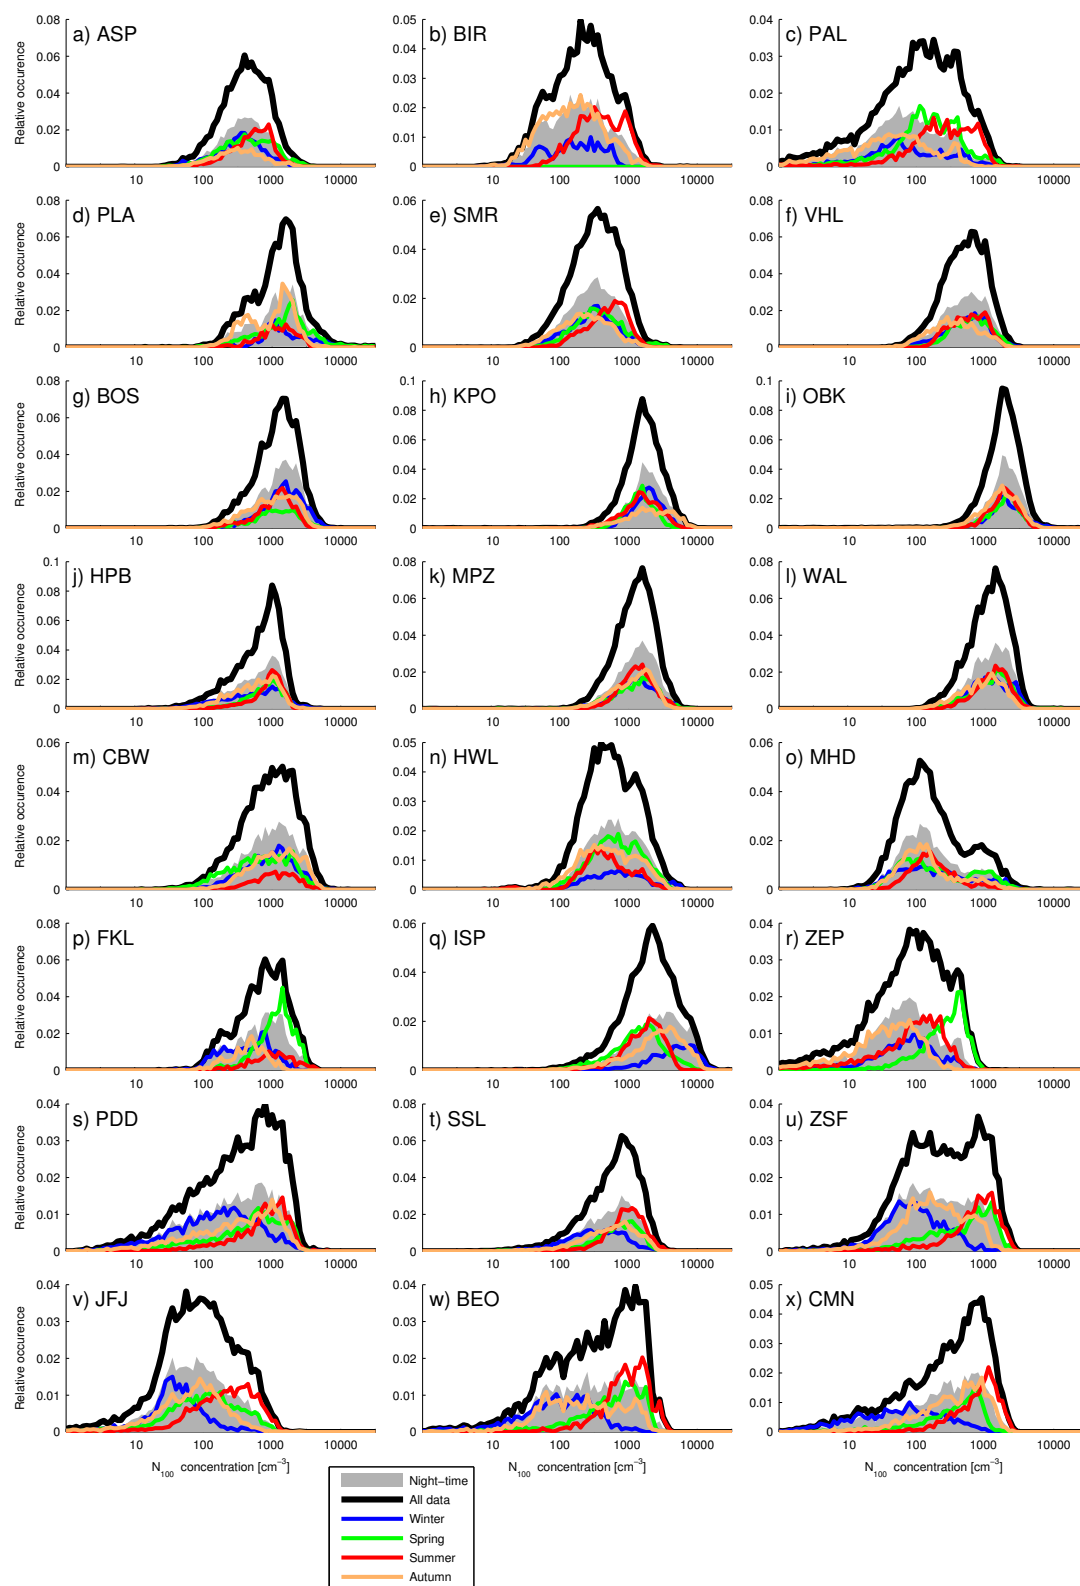 a) ASP
b) BIR
c) PAL
Relative occurence
0.08
0.06
0.04
0.02
0
0.05
0.04
0.03
0.02
0.01
0
0.04
0.03
0.02
0.01
0
10 100 1000 10000
10 100 1000 10000
10 100 1000 10000
d) PLA
e) SMR
f) VHL
Relative occurence
0.08
0.06
0.04
0.02
0
0.06
0.04
0.02
0
0.08
0.06
0.04
0.02
0
10 100 1000 10000
10 100 1000 10000
10 100 1000 10000
g) BOS
h) KPO
i) OBK
Relative occurence
0.08
0.06
0.04
0.02
0
0.1
0.08
0.06
0.04
0.02
0
0.1
0.08
0.06
0.04
0.02
0
10 100 1000 10000
10 100 1000 10000
10 100 1000 10000
j) HPB
k) MPZ
l) WAL
Relative occurence
0.1
0.08
0.06
0.04
0.02
0
0.08
0.06
0.04
0.02
0
0.08
0.06
0.04
0.02
0
10 100 1000 10000
10 100 1000 10000
10 100 1000 10000
m) CBW
n) HWL
o) MHD
Relative occurence
0.06
0.04
0.02
0
0.05
0.04
0.03
0.02
0.01
0
0.06
0.04
0.02
0
10 100 1000 10000
10 100 1000 10000
10 100 1000 10000
p) FKL
q) ISP
r) ZEP
Relative occurence
0.08
0.06
0.04
0.02
0
0.06
0.04
0.02
0
0.04
0.03
0.02
0.01
0
10 100 1000 10000
10 100 1000 10000
10 100 1000 10000
s) PDD
t) SSL
u) ZSF
Relative occurence
0.04
0.03
0.02
0.01
0
0.08
0.06
0.04
0.02
0
0.04
0.03
0.02
0.01
0
10 100 1000 10000
10 100 1000 10000
10 100 1000 10000
v) JFJ
w) BEO
x) CMN
Relative occurence
0.04
0.03
0.02
0.01
0
0.04
0.03
0.02
0.01
0
0.05
0.04
0.03
0.02
0.01
0
10 100 1000 10000
10 100 1000 10000
10 100 1000 10000
N₁₀₀ concentration [cm⁻³]
N₁₀₀ concentration [cm⁻³]
N₁₀₀ concentration [cm⁻³]
Night−time
All data
Winter
Spring
Summer
Autumn